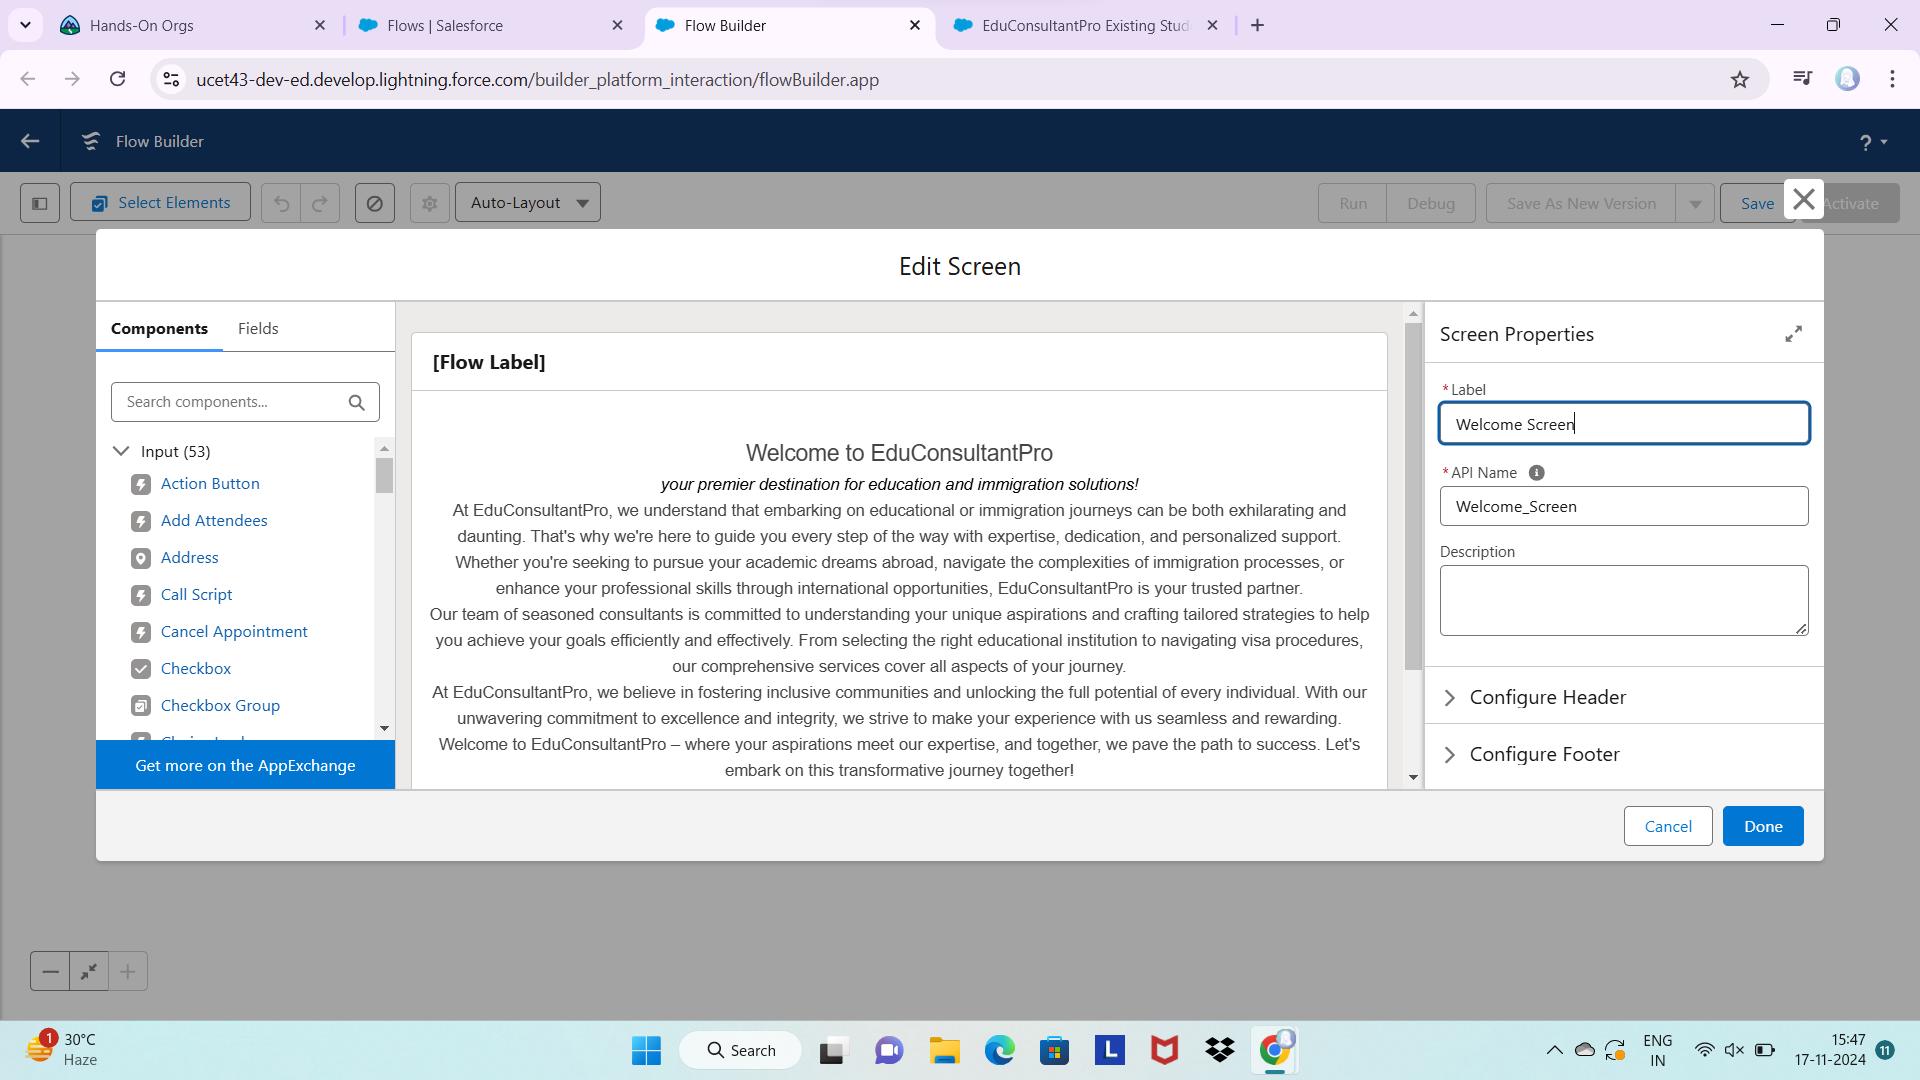 Hands-On Orgs
Flows | Salesforce
Flow Builder
EduConsultantPro Existing Stud
ucet43-dev-ed.develop.lightning.force.com/builder_platform_interaction/flowBuilder.app
Flow Builder
?
Select Elements
Auto-Layout
Run
Debug
Save As New Version
Save
Activate
Edit Screen
Components
Fields
Search components...
Input (53)
Action Button
Add Attendees
Address
Call Script
Cancel Appointment
Checkbox
Checkbox Group
Get more on the AppExchange
[Flow Label]
Welcome to EduConsultantPro
your premier destination for education and immigration solutions!
At EduConsultantPro, we understand that embarking on educational or immigration journeys can be both exhilarating and
daunting. That's why we're here to guide you every step of the way with expertise, dedication, and personalized support.
Whether you're seeking to pursue your academic dreams abroad, navigate the complexities of immigration processes, or
enhance your professional skills through international opportunities, EduConsultantPro is your trusted partner.
Our team of seasoned consultants is committed to understanding your unique aspirations and crafting tailored strategies to help
you achieve your goals efficiently and effectively. From selecting the right educational institution to navigating visa procedures,
our comprehensive services cover all aspects of your journey.
At EduConsultantPro, we believe in fostering inclusive communities and unlocking the full potential of every individual. With our
unwavering commitment to excellence and integrity, we strive to make your experience with us seamless and rewarding.
Welcome to EduConsultantPro – where your aspirations meet our expertise, and together, we pave the path to success. Let's
embark on this transformative journey together!
Screen Properties
* Label
Welcome Screen
* API Name
Welcome_Screen
Description
Configure Header
Configure Footer
Cancel
Done
1
30°C
Haze
Search
L
ENG
IN
15:47
17-11-2024
11